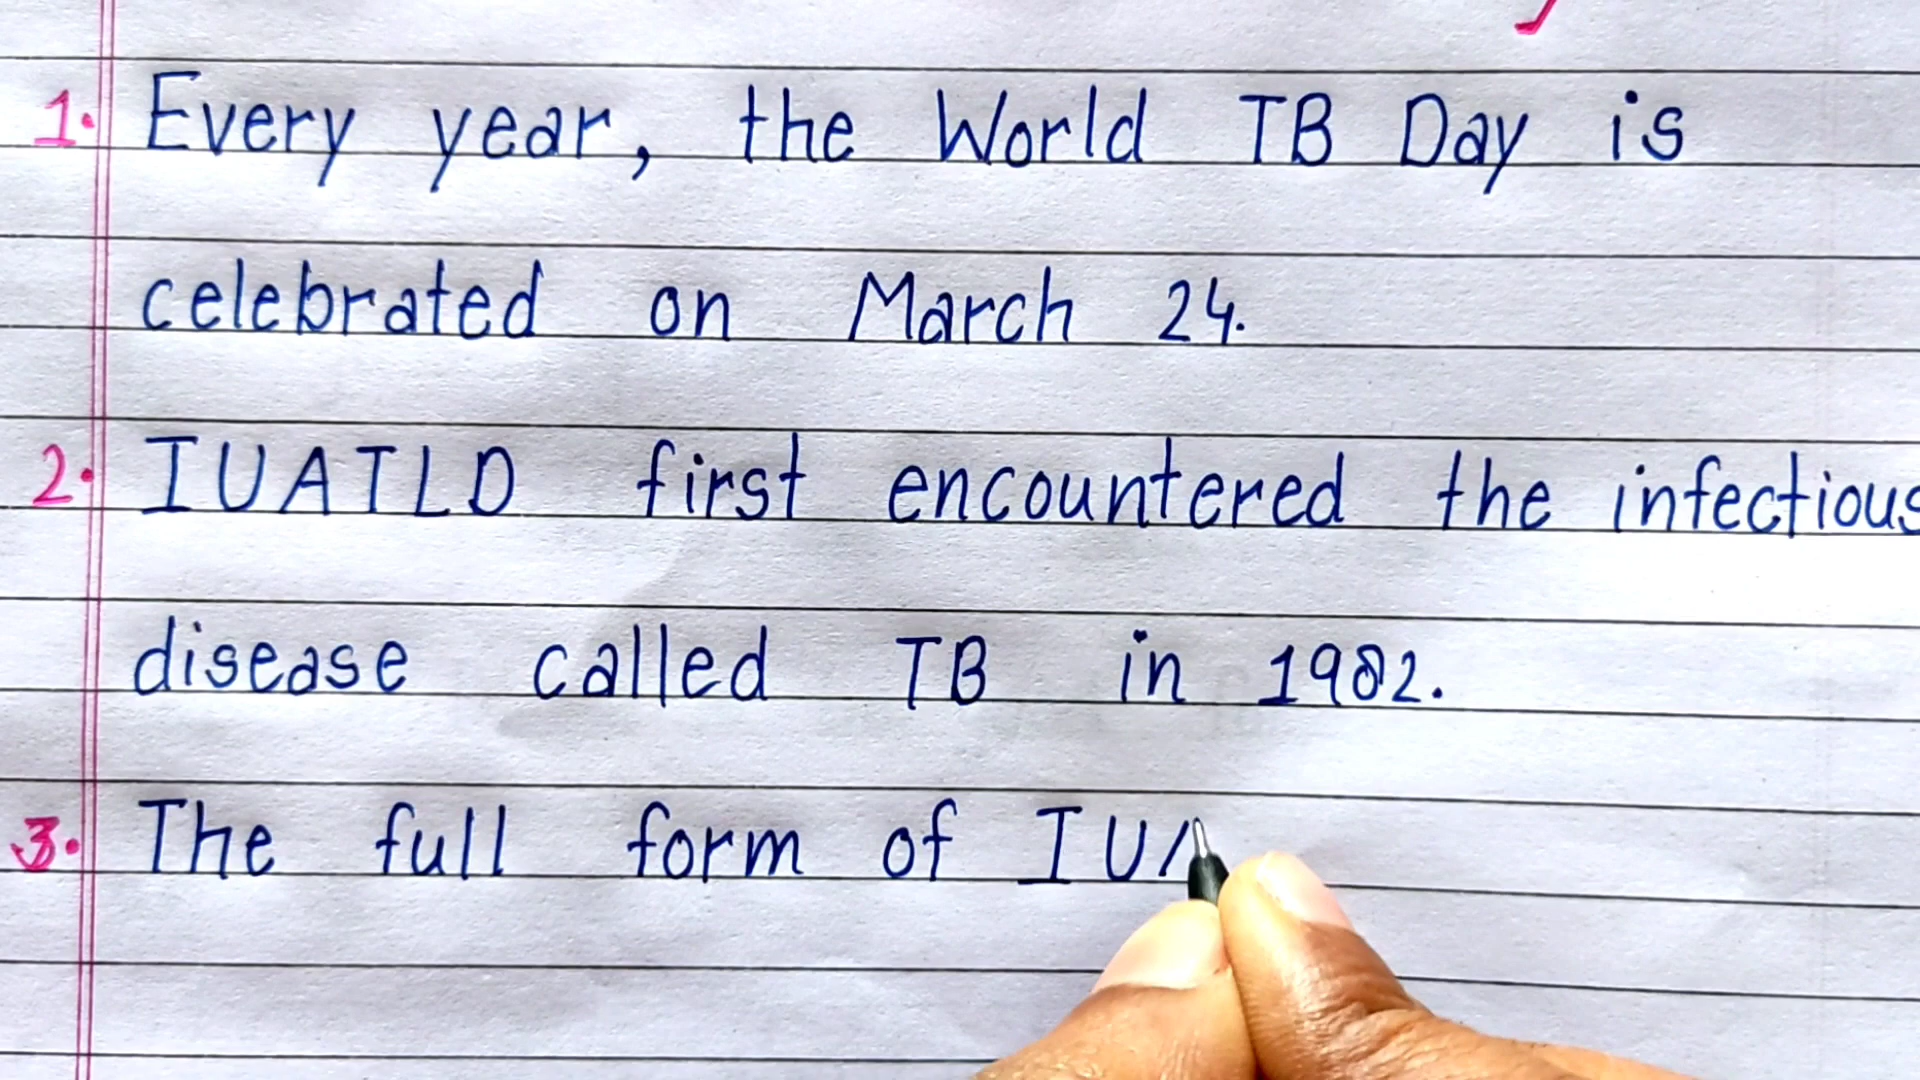 1. Every year, the World TB Day is
celebrated on March 24.
2. IUATLD first encountered the infectious
disease called TB in 1982.
3. The full form of IUA